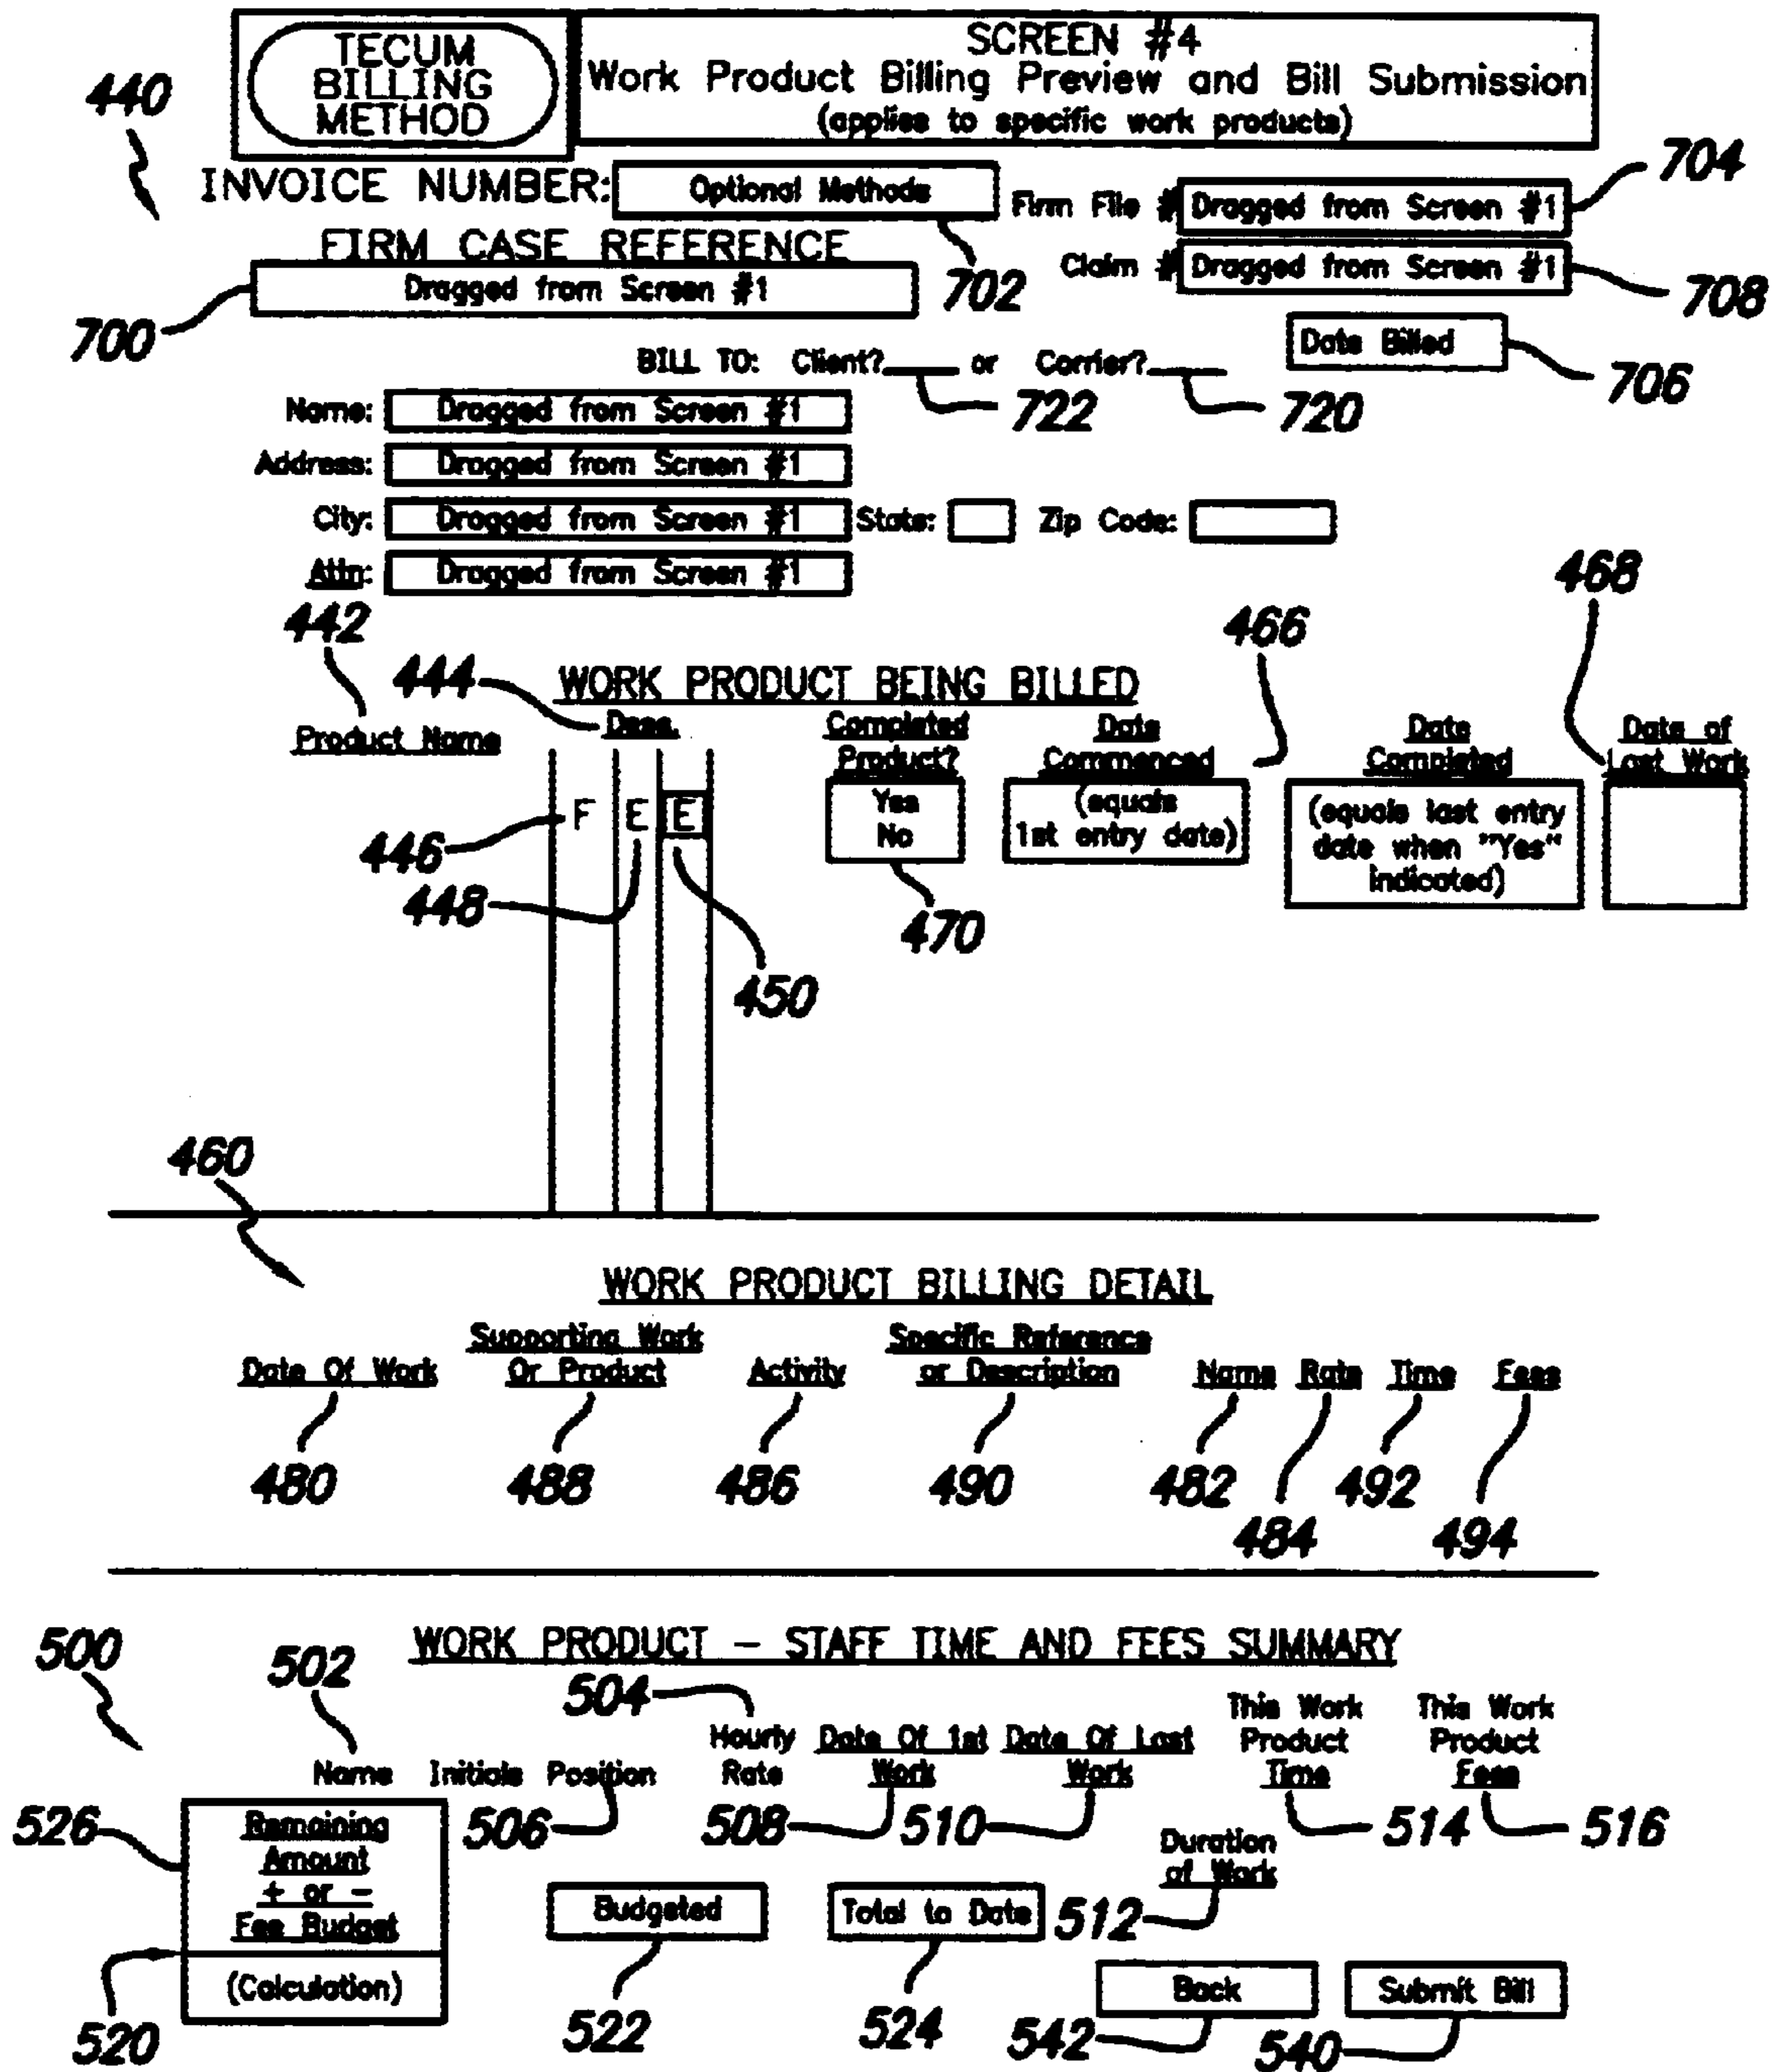 TECUM
BILLING
METHOD
SCREEN #4
Work Product Billing Preview and Bill Submission
(applies to specific work products)
440
INVOICE NUMBER: Optional Methods
Firm File # Dragged from Screen #1
704
FIRM CASE REFERENCE
Dragged from Screen #1
702
Claim # Dragged from Screen #1
708
700
Date Billed
706
BILL TO: Client? or Carrier?
722
720
Name: Dragged from Screen #1
Address: Dragged from Screen #1
City: Dragged from Screen #1 State: Zip Code:
Attn: Dragged from Screen #1
442
444
466
468
WORK PRODUCT BEING BILLED
Product Name
Desc.
Completed
Product?
Date
Commenced
Date
Completed
Date of
Last Work
F E E
Yes
No
(equals
1st entry date)
(equals last entry
date when "Yes"
indicated)
446
448
450
470
460
WORK PRODUCT BILLING DETAIL
Date Of Work
Supporting Work
Or Product
Activity
Specific Reference
or Description
Name Rate Time Fees
480 488 486 490 482 484 492 494
500
WORK PRODUCT – STAFF TIME AND FEES SUMMARY
502
504
Name Initials Position
Hourly
Rate
Date Of 1st
Work
Date Of Last
Work
This Work
Product
Time
This Work
Product
Fees
506 508 510 514 516
526
Remaining
Amount
+ or –
Fee Budget
(Calculation)
520
Budgeted
522
Total to Date
524
Duration
of Work
512
Back
542
Submit Bill
540